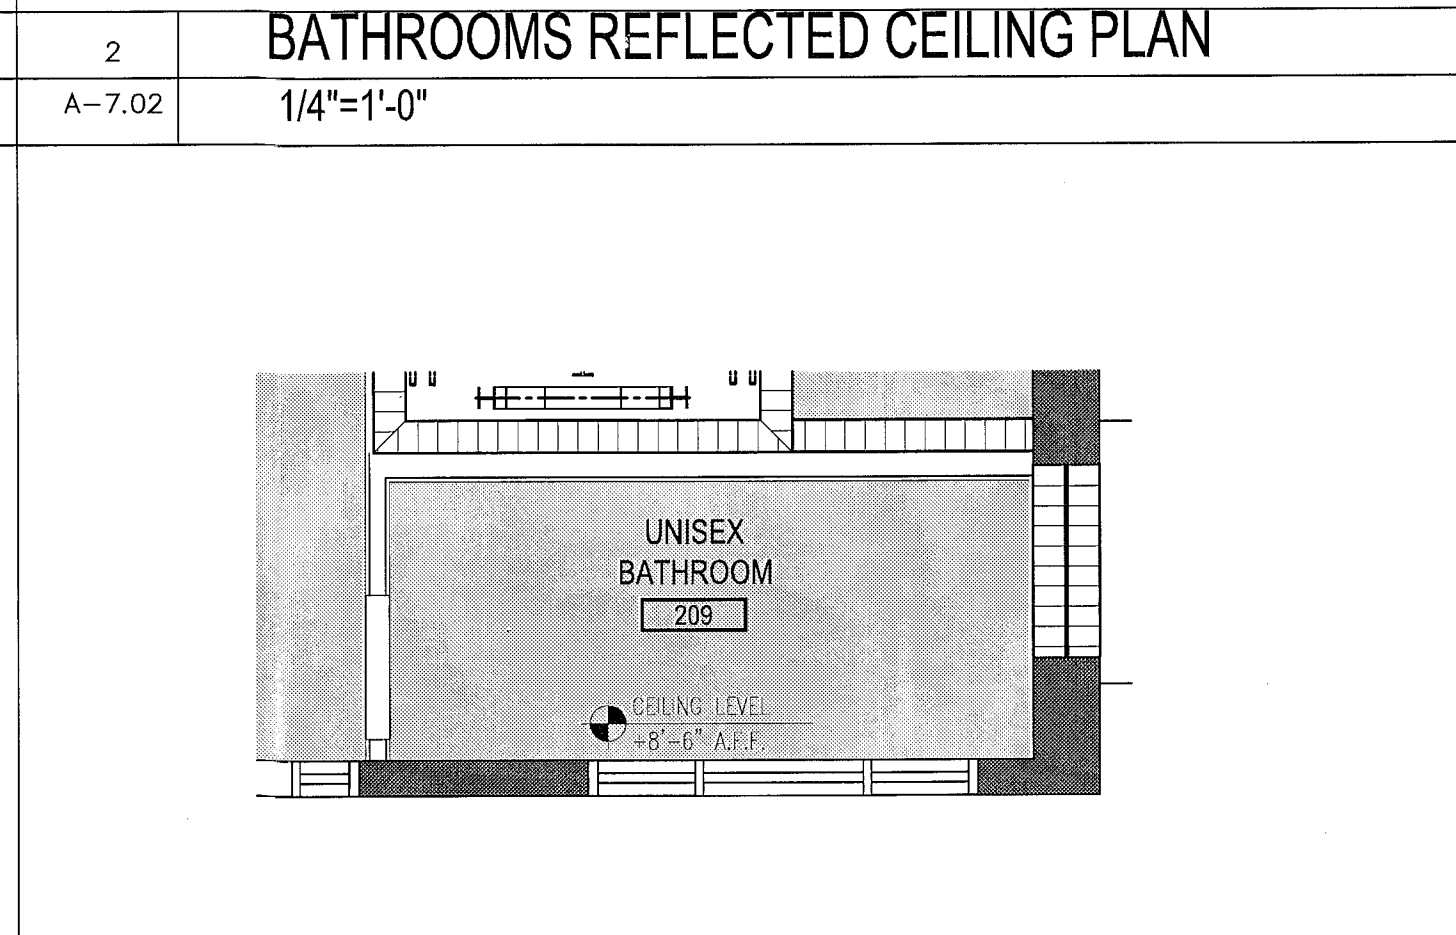 2
BATHROOMS REFLECTED CEILING PLAN
A-7.02
1/4"=1'-0"
UNISEX
BATHROOM
209
CEILING LEVEL
+8'-6" A.F.F.